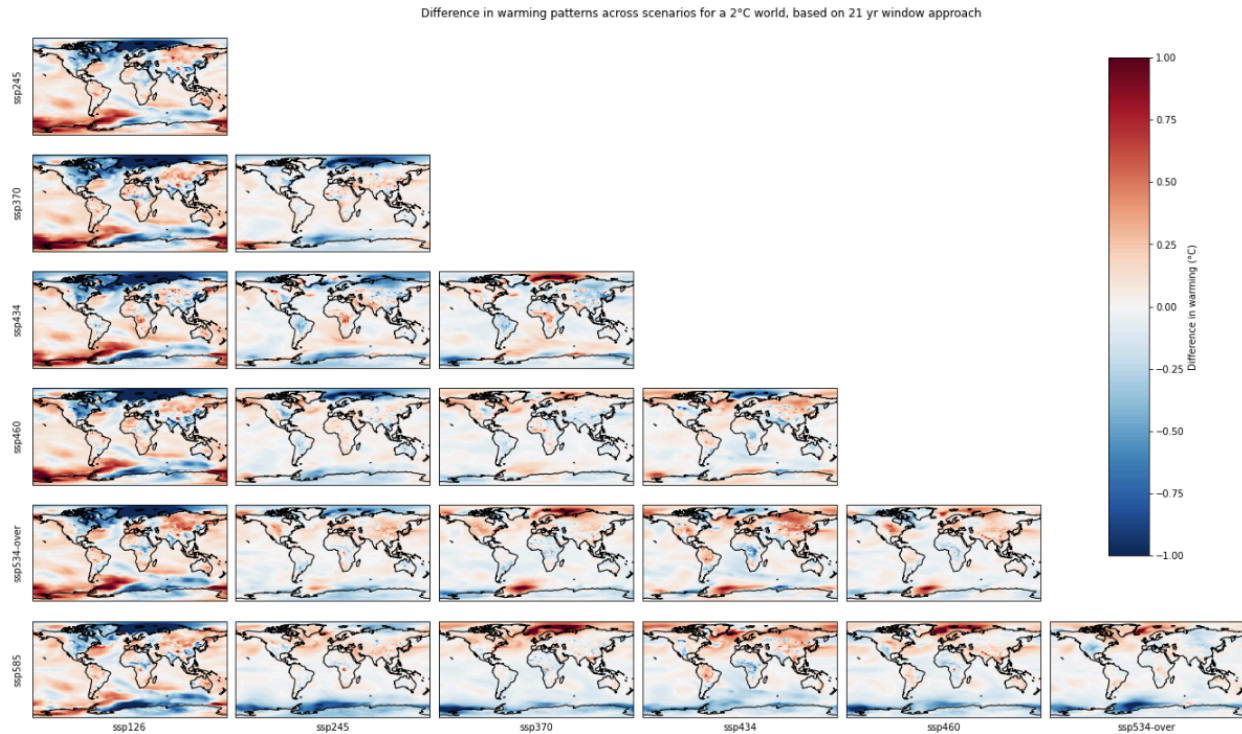 Difference in warming patterns across scenarios for a 2°C world, based on 21 yr window approach
ssp245
ssp370
ssp434
ssp460
ssp534-over
ssp585
ssp126
ssp245
ssp370
ssp434
ssp460
ssp534-over
1.00
0.75
0.50
0.25
0.00
−0.25
−0.50
−0.75
−1.00
Difference in warming (°C)